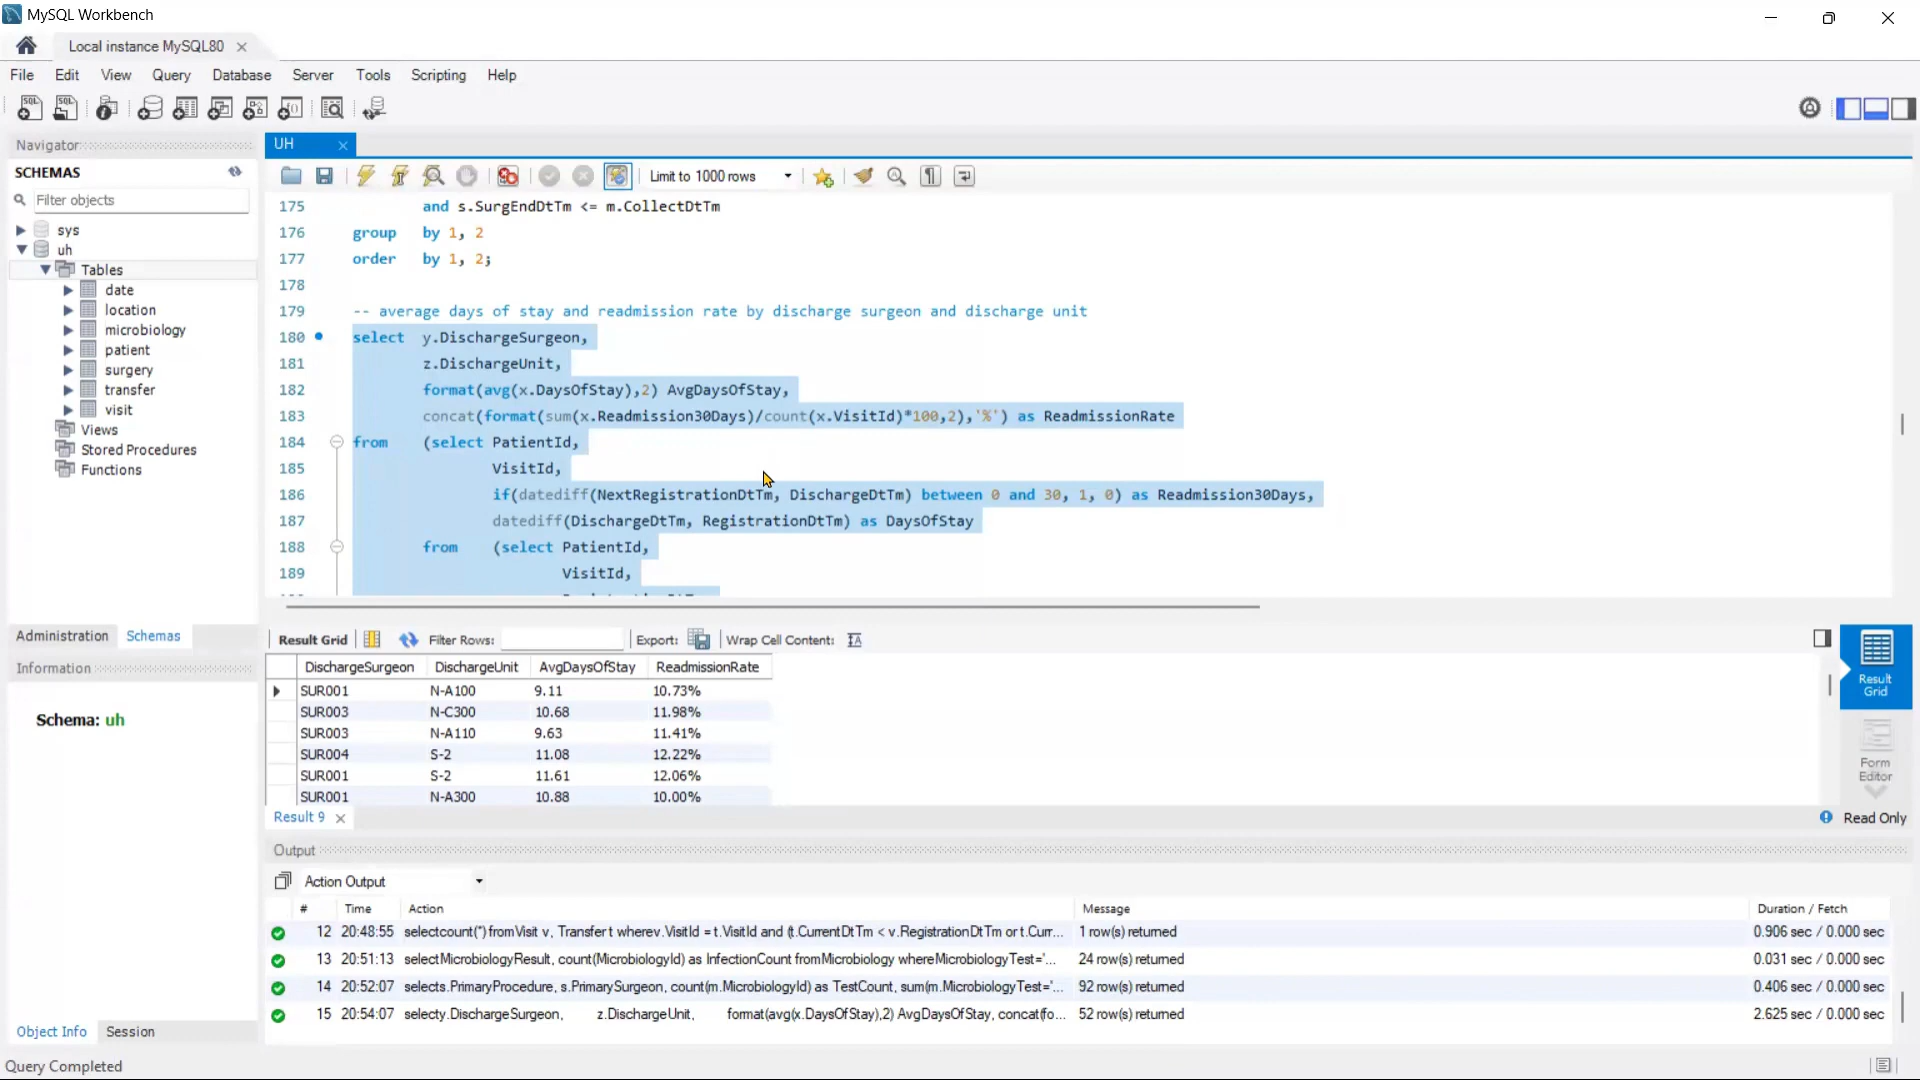 MySQL Workbench
Local instance MySQL80
File Edit View Query Database Server Tools Scripting Help
Navigator
SCHEMAS
Filter objects
sys
uh
Tables
date
location
microbiology
patient
surgery
transfer
visit
Views
Stored Procedures
Functions
Administration Schemas
Information
Schema: uh
Object Info Session
UH
Limit to 1000 rows
175 and s.SurgEndDtTm <= m.CollectDtTm
176 group by 1, 2
177 order by 1, 2;
178
179 -- average days of stay and readmission rate by discharge surgeon and discharge unit
180 select y.DischargeSurgeon,
181 z.DischargeUnit,
182 format(avg(x.DaysOfStay),2) AvgDaysOfStay,
183 concat(format(sum(x.Readmission30Days)/count(x.VisitId)*100,2),'%') as ReadmissionRate
184 from (select PatientId,
185 VisitId,
186 if(datediff(NextRegistrationDtTm, DischargeDtTm) between 0 and 30, 1, 0) as Readmission30Days,
187 datediff(DischargeDtTm, RegistrationDtTm) as DaysOfStay
188 from (select PatientId,
189 VisitId,
Result Grid Filter Rows: Export: Wrap Cell Content:
DischargeSurgeon DischargeUnit AvgDaysOfStay ReadmissionRate
SUR001 N-A100 9.11 10.73%
SUR003 N-C300 10.68 11.98%
SUR003 N-A110 9.63 11.41%
SUR004 S-2 11.08 12.22%
SUR001 S-2 11.61 12.06%
SUR001 N-A300 10.88 10.00%
Result
Grid
Form
Editor
Result 9
Read Only
Output
Action Output
# Time Action Message Duration / Fetch
12 20:48:55 selectcount(*) from Visit v, Transfer t wherev.VisitId = t.VisitId and (t.CurrentDtTm < v.RegistrationDtTm or t.Curr... 1 row(s) returned 0.906 sec / 0.000 sec
13 20:51:13 selectMicrobiologyResult, count(MicrobiologyId) as InfectionCount fromMicrobiology whereMicrobiologyTest='... 24 row(s) returned 0.031 sec / 0.000 sec
14 20:52:07 selects.PrimaryProcedure, s.PrimarySurgeon, count(m.MicrobiologyId) as TestCount, sum(m.MicrobiologyTest='... 92 row(s) returned 0.406 sec / 0.000 sec
15 20:54:07 selecty.DischargeSurgeon, z.DischargeUnit, format(avg(x.DaysOfStay),2) AvgDaysOfStay, concat(fo... 52 row(s) returned 2.625 sec / 0.000 sec
Query Completed